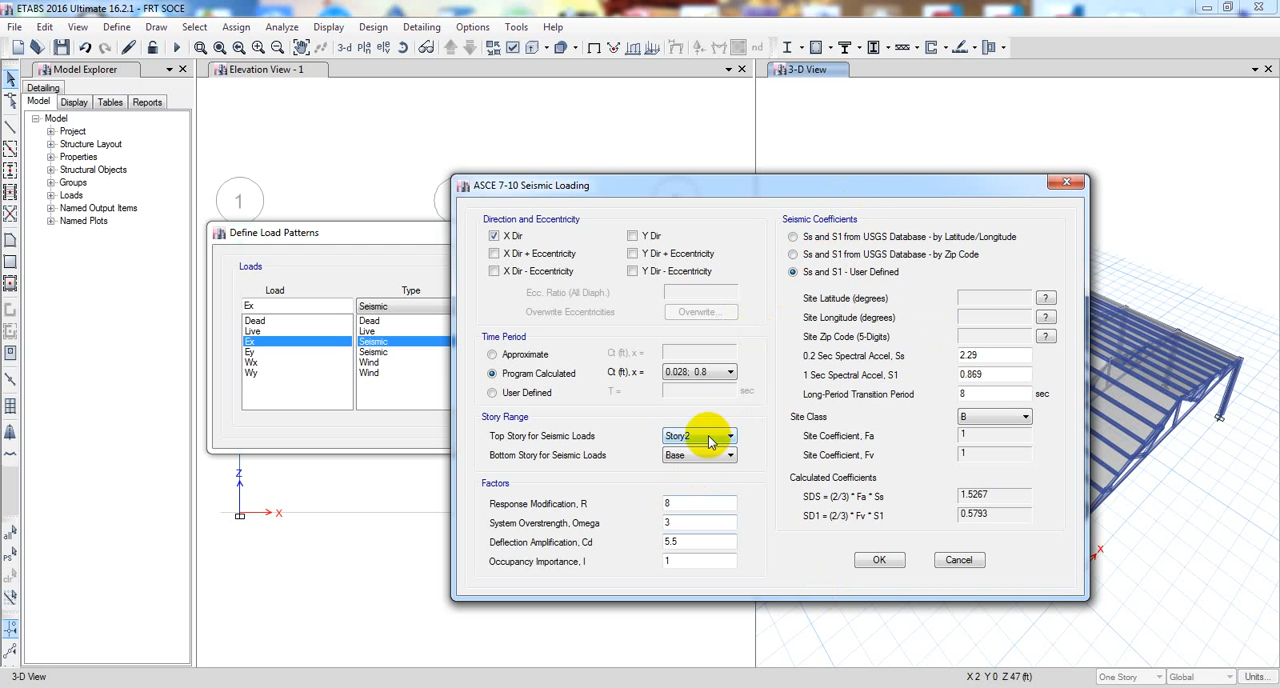 ETABS 2016 Ultimate 16.2.1 - FRT SOCE
File Edit View Define Draw Select Assign Analyze Display Design Detailing Options Tools Help
3-d nd
Model Explorer
Elevation View - 1
3-D View
Detailing
Model Display Tables Reports
Model
Project
Structure Layout
Properties
Structural Objects
Groups
Loads
Named Output Items
Named Plots
1
Z
X
Define Load Patterns
Loads
Load Type
Ex Seismic
Dead Dead
Live Live
Ex Seismic
Ey Seismic
Wx Wind
Wy Wind
ASCE 7-10 Seismic Loading
Direction and Eccentricity
X Dir Y Dir
X Dir + Eccentricity Y Dir + Eccentricity
X Dir - Eccentricity Y Dir - Eccentricity
Ecc. Ratio (All Diaph.)
Overwrite Eccentricities Overwrite...
Time Period
Approximate Ct (ft), x =
Program Calculated Ct (ft), x = 0.028; 0.8
User Defined T = sec
Story Range
Top Story for Seismic Loads Story2
Bottom Story for Seismic Loads Base
Factors
Response Modification, R 8
System Overstrength, Omega 3
Deflection Amplification, Cd 5.5
Occupancy Importance, I 1
Seismic Coefficients
Ss and S1 from USGS Database - by Latitude/Longitude
Ss and S1 from USGS Database - by Zip Code
Ss and S1 - User Defined
Site Latitude (degrees) ?
Site Longitude (degrees) ?
Site Zip Code (5-Digits) ?
0.2 Sec Spectral Accel, Ss 2.29
1 Sec Spectral Accel, S1 0.869
Long-Period Transition Period 8 sec
Site Class B
Site Coefficient, Fa 1
Site Coefficient, Fv 1
Calculated Coefficients
SDS = (2/3) * Fa * Ss 1.5267
SD1 = (2/3) * Fv * S1 0.5793
OK Cancel
X
3-D View X 2 Y 0 Z 47 (ft) One Story Global Units...